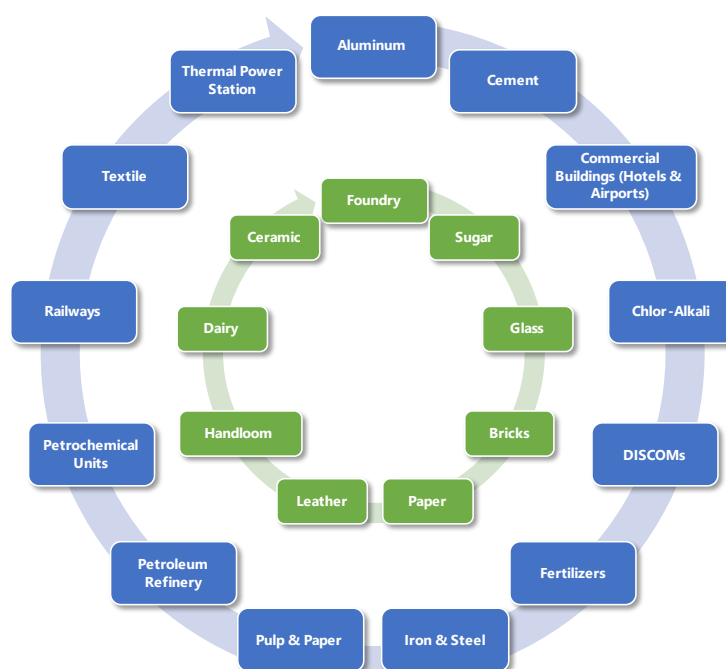 Aluminum
Cement
Commercial
Buildings (Hotels &
Airports)
Chlor-Alkali
DISCOMs
Fertilizers
Iron & Steel
Pulp & Paper
Petroleum
Refinery
Petrochemical
Units
Railways
Textile
Thermal Power
Station
Foundry
Sugar
Glass
Bricks
Paper
Leather
Handloom
Dairy
Ceramic